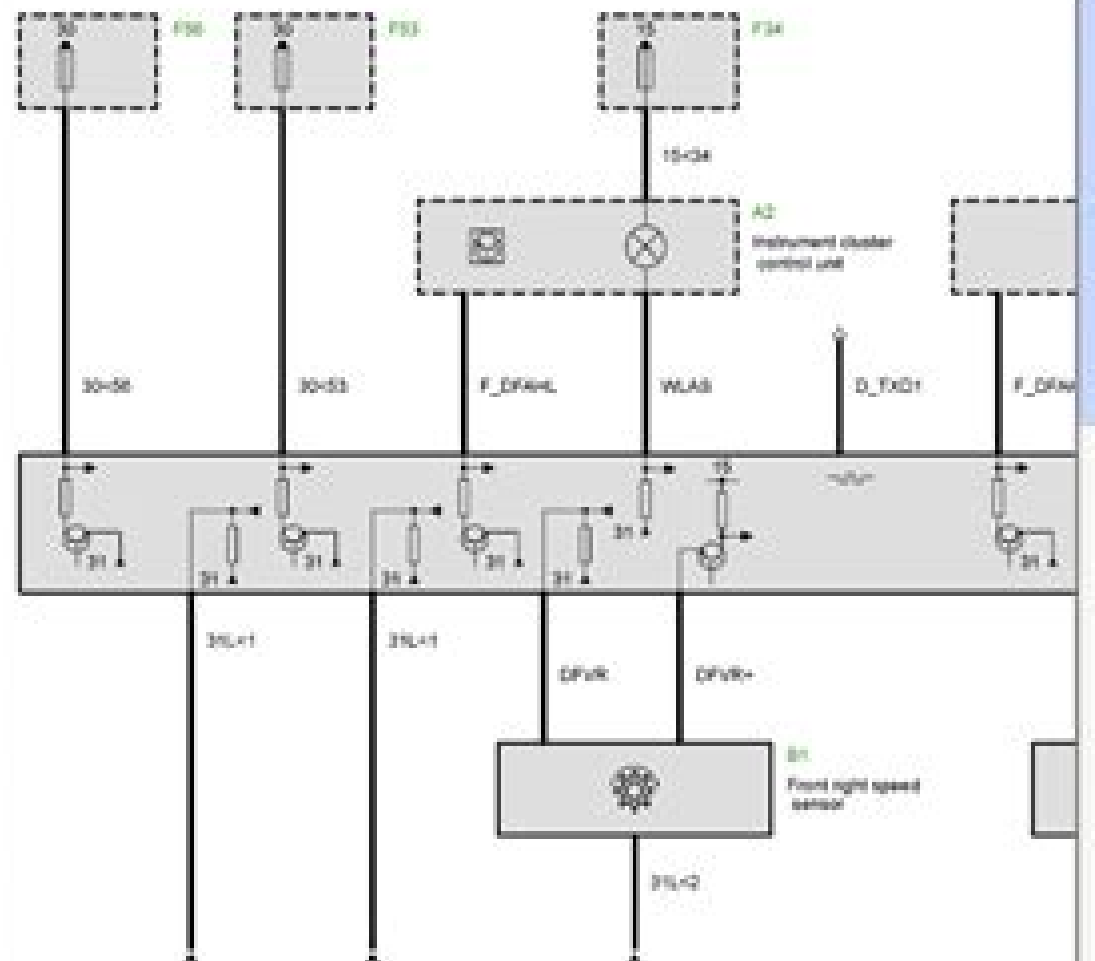 30
F56
30
F53
15
F34
15<34
A2
Instrument cluster
control unit
30<56
30<53
F_DFAHL
WLAS
D_TXD1
15
31
31
31
31
31
31
31
31
31L<1
31L<1
DFVR
DFVR+
Front right speed
sensor
31L<2